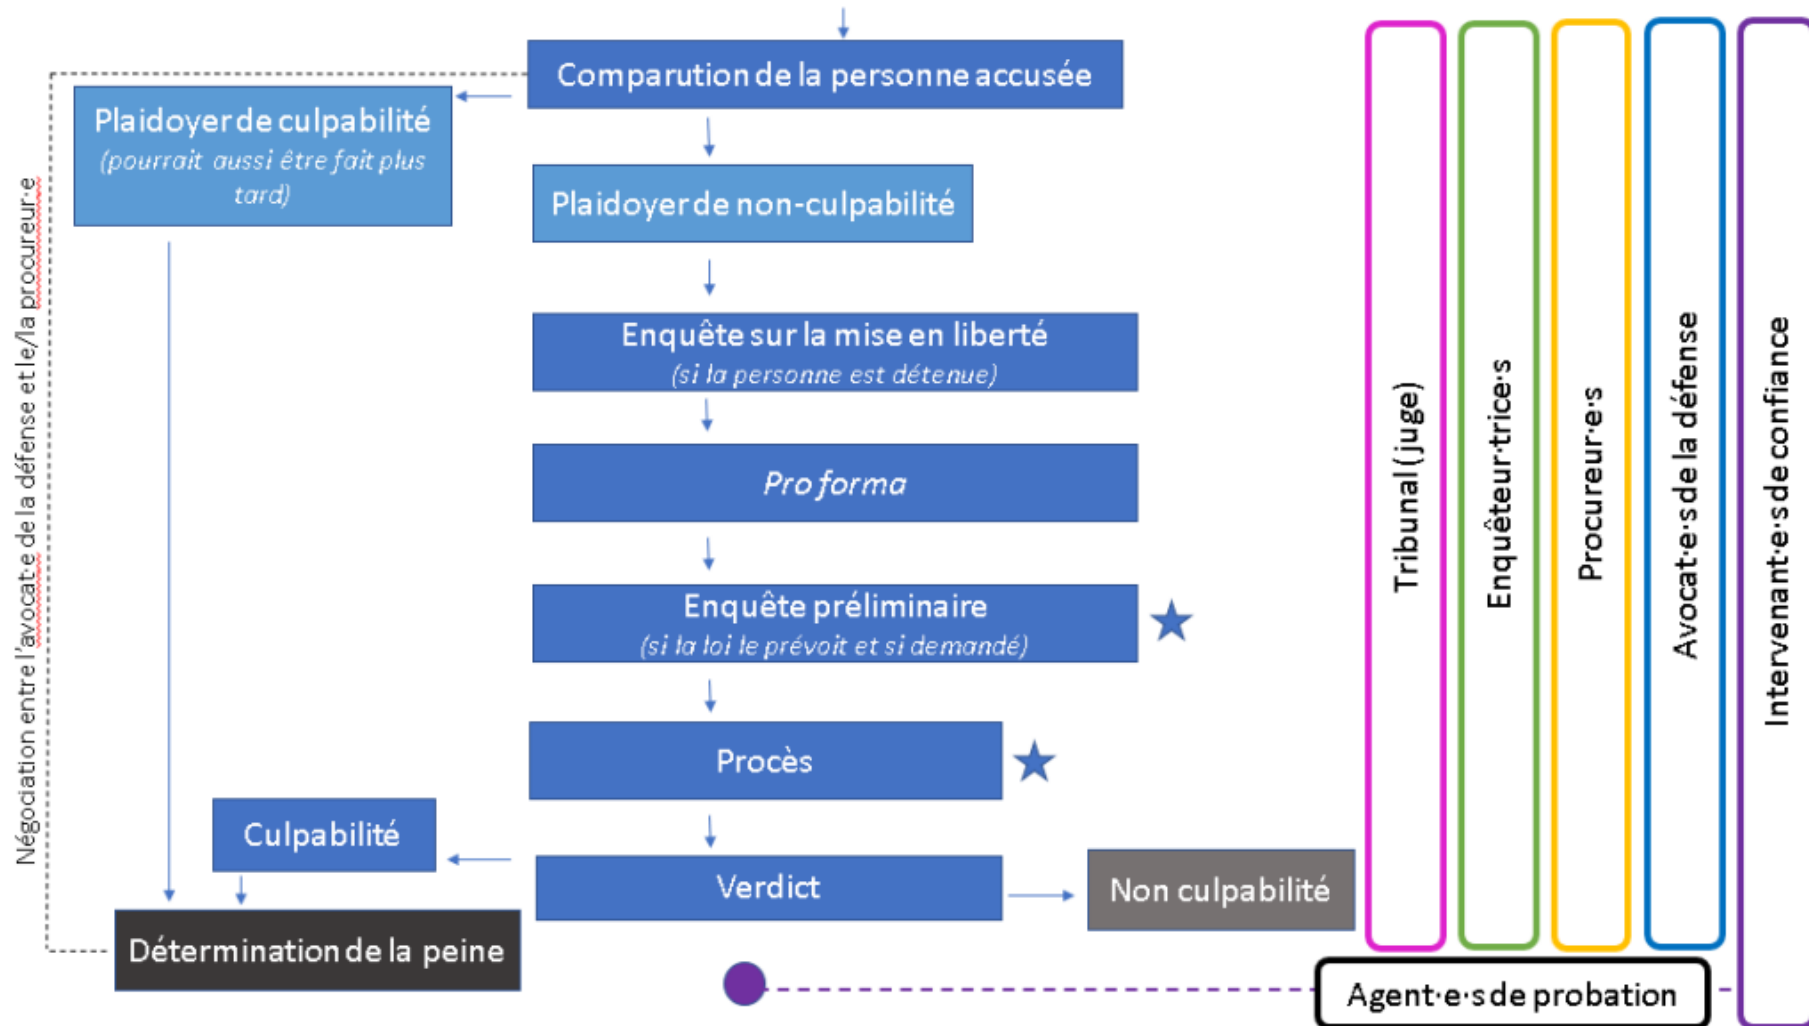 Comparution de la personne accusée
Plaidoyer de culpabilité
(pourrait aussi être fait plus
tard)
Plaidoyer de non-culpabilité
Enquête sur la mise en liberté
(si la personne est détenue)
Pro forma
Enquête préliminaire
(si la loi le prévoit et si demandé)
Procès
Culpabilité
Verdict
Non culpabilité
Détermination de la peine
Négociation entre l'avocat·e de la défense et le/la procureur·e
Tribunal (juge)
Enquêteur·trice·s
Procureur·e·s
Avocat·e·s de la défense
Intervenant·e·s de confiance
Agent·e·s de probation